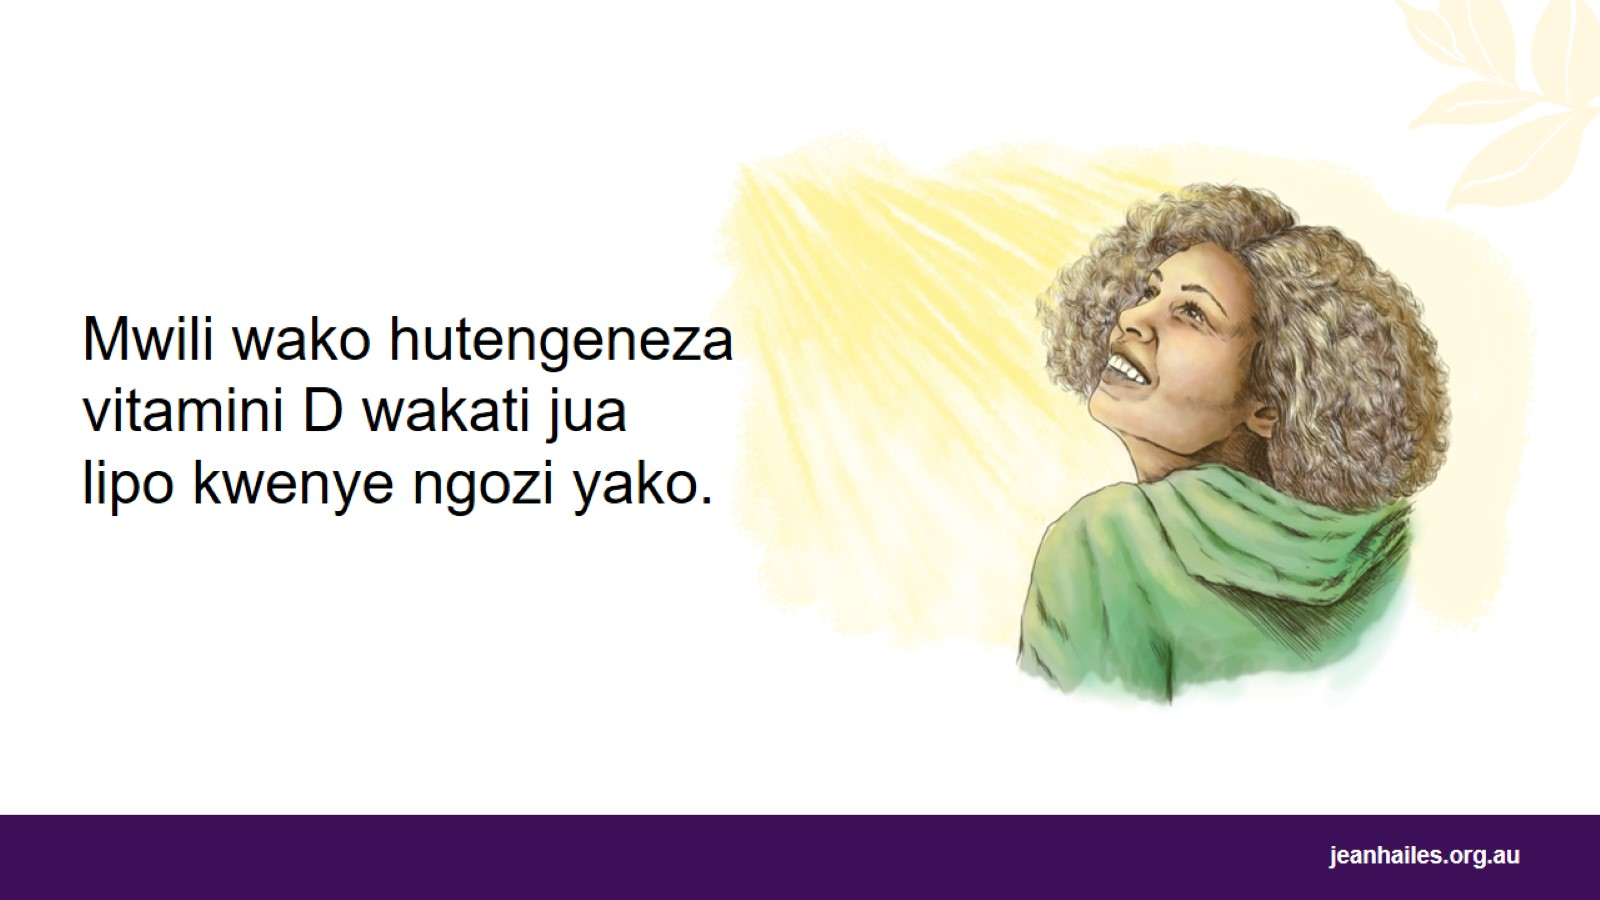 Mwili wako hutengeneza
vitamini D wakati jua
lipo kwenye ngozi yako.
jeanhailes.org.au